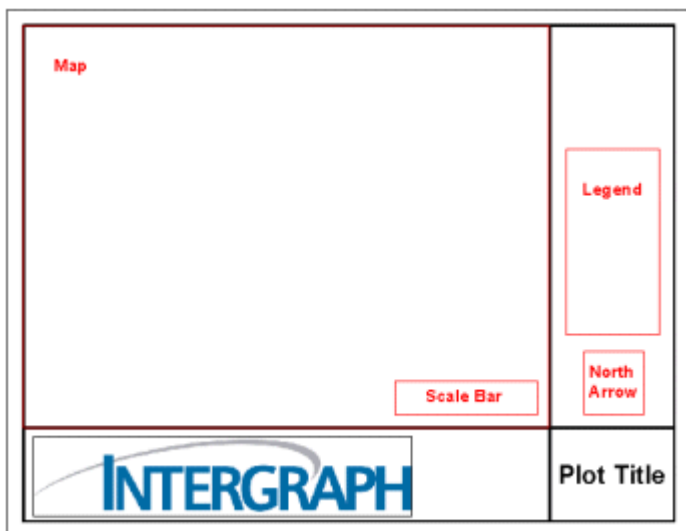 Map
Legend
North
Arrow
Scale Bar
INTERGRAPH
Plot Title